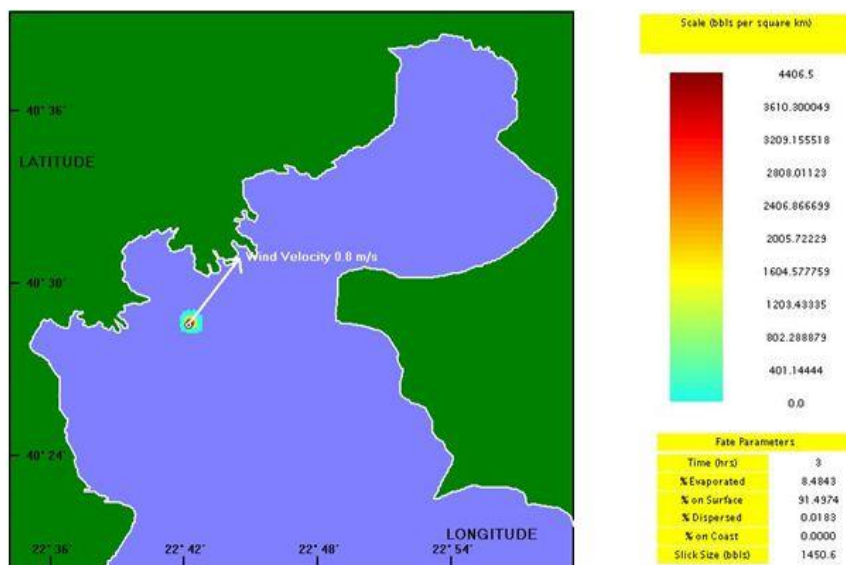 40° 36'
LATITUDE
Wind Velocity 0.8 m/s
40° 30'
40° 24'
LONGITUDE
22° 36'
22° 42'
22° 48'
22° 54'
Scale (bbls per square km)
4406.5
3610.300049
3209.155518
2808.01123
2406.866699
2005.72229
1604.577759
1203.43335
802.288879
401.14444
0.0
Fate Parameters
Time (hrs) 3
% Evaporated 8.4843
% on Surface 91.4974
% Dispersed 0.0183
% on Coast 0.0000
Slick Size (bbls) 1450.6